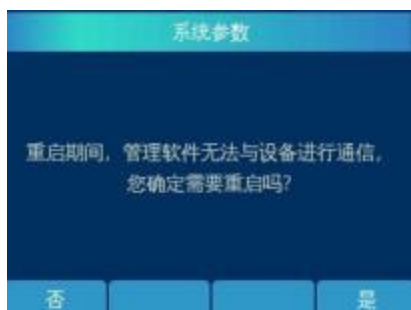 系统参数
重启期间，管理软件无法与设备进行通信，
您确定需要重启吗？
否
是